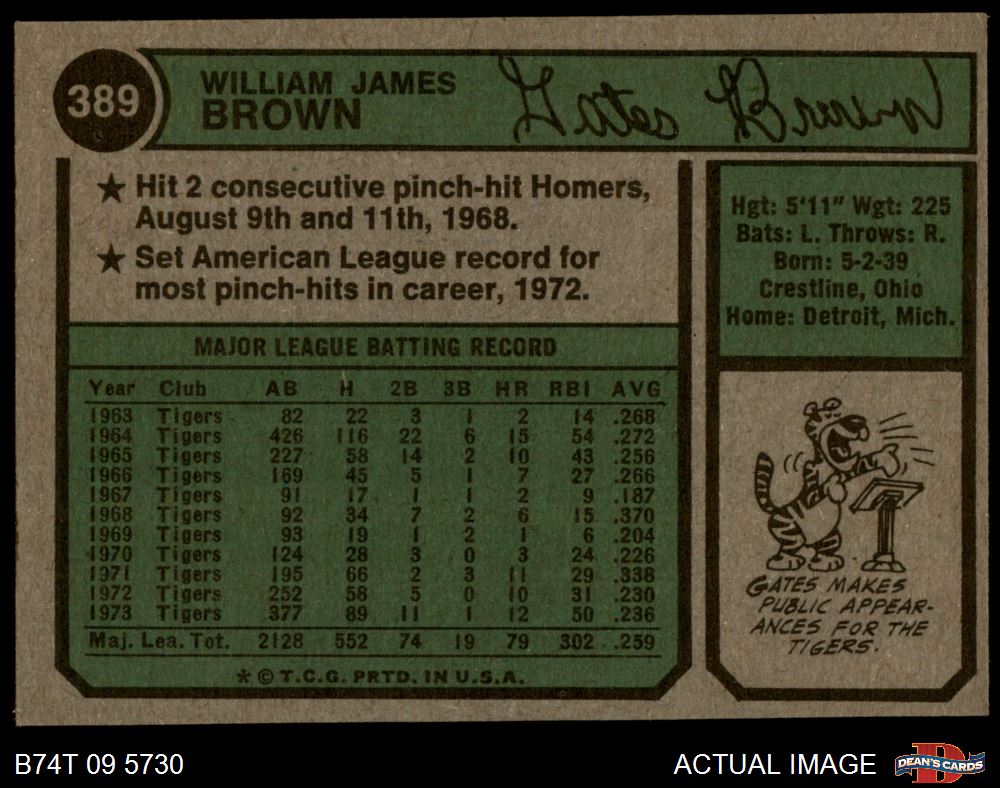 389
WILLIAM JAMES
BROWN
Gates Brown
★ Hit 2 consecutive pinch-hit Homers,
August 9th and 11th, 1968.
★ Set American League record for
most pinch-hits in career, 1972.
Hgt: 5'11" Wgt: 225
Bats: L. Throws: R.
Born: 5-2-39
Crestline, Ohio
Home: Detroit, Mich.
MAJOR LEAGUE BATTING RECORD
Year Club AB H 2B 3B HR RBI AVG
1963 Tigers 82 22 3 1 2 14 .268
1964 Tigers 426 116 22 6 15 54 .272
1965 Tigers 227 58 14 2 10 43 .256
1966 Tigers 169 45 5 1 7 27 .266
1967 Tigers 91 17 1 1 2 9 .187
1968 Tigers 92 34 7 2 6 15 .370
1969 Tigers 93 19 1 2 1 6 .204
1970 Tigers 124 28 3 0 3 24 .226
1971 Tigers 195 66 2 3 11 29 .338
1972 Tigers 252 58 5 0 10 31 .230
1973 Tigers 377 89 11 1 12 50 .236
Maj. Lea. Tot. 2128 552 74 19 79 302 .259
* © T.C.G. PRTD. IN U.S.A.
GATES MAKES
PUBLIC APPEAR-
ANCES FOR THE
TIGERS.
B74T 09 5730
ACTUAL IMAGE
DEAN'S CARDS